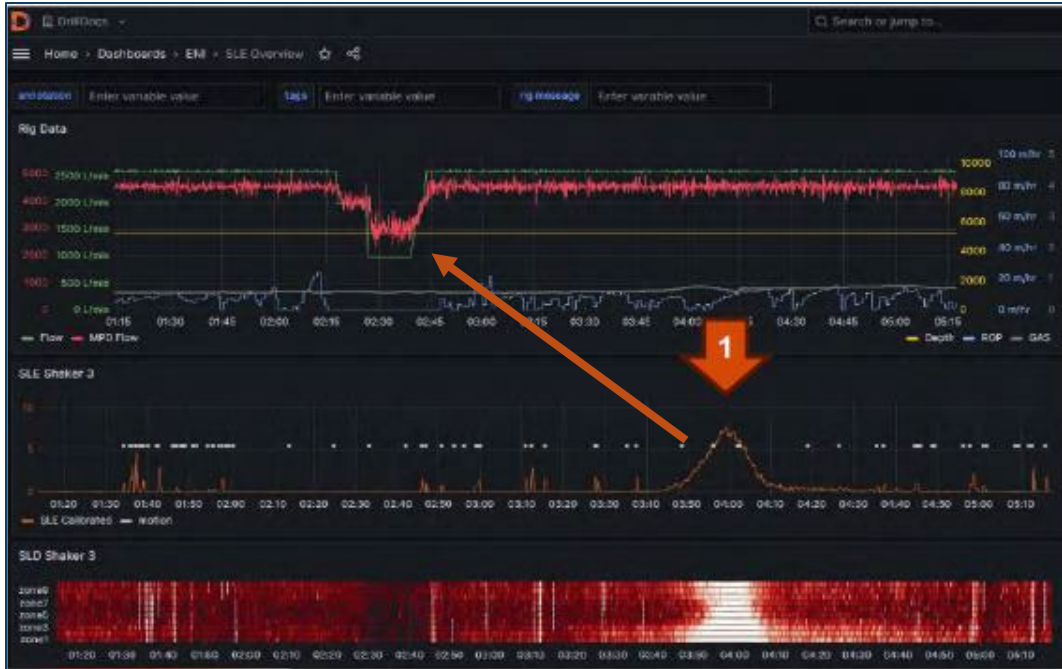 DrillDocs
Search or jump to...
Home › Dashboards › ENI › SLE Overview
annotation Enter variable value tags Enter variable value rig message Enter variable value
Rig Data
10000 100 m/hr
5000 2500 L/min 8000 80 m/hr
4000 2000 L/min
3000 1500 L/min 6000 60 m/hr
2000 1000 L/min 4000 40 m/hr
1000 500 L/min 2000 20 m/hr
0 0 L/min 0 0 m/hr 0
01:15 01:30 01:45 02:00 02:15 02:30 02:45 03:00 03:15 03:30 03:45 04:00 04:30 04:45 05:00 05:15
Flow MPD Flow Depth ROP GAS
1
SLE Shaker 3
10
5
0
01:20 01:30 01:40 01:50 02:00 02:10 02:20 02:30 02:40 02:50 03:00 03:10 03:20 03:30 03:40 03:50 04:00 04:10 04:20 04:30 04:40 04:50 05:00 05:10
SLE Calibrated motion
SLD Shaker 3
zone9
zone7
zone5
zone3
zone1
01:20 01:30 01:40 01:50 02:00 02:10 02:20 02:30 02:40 02:50 03:00 03:10 03:20 03:30 03:40 03:50 04:00 04:10 04:20 04:30 04:40 04:50 05:00 05:10